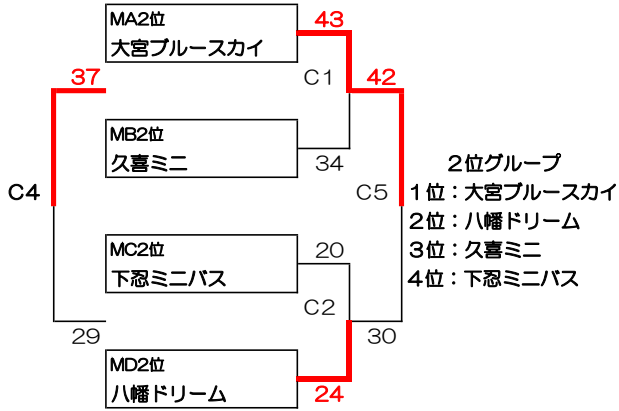 MA2位
大宮ブルースカイ
43
37
C1
42
MB2位
久喜ミニ
34
C4
C5
MC2位
下忍ミニバス
20
C2
29
30
MD2位
八幡ドリーム
24
2位グループ
1位：大宮ブルースカイ
2位：八幡ドリーム
3位：久喜ミニ
4位：下忍ミニバス